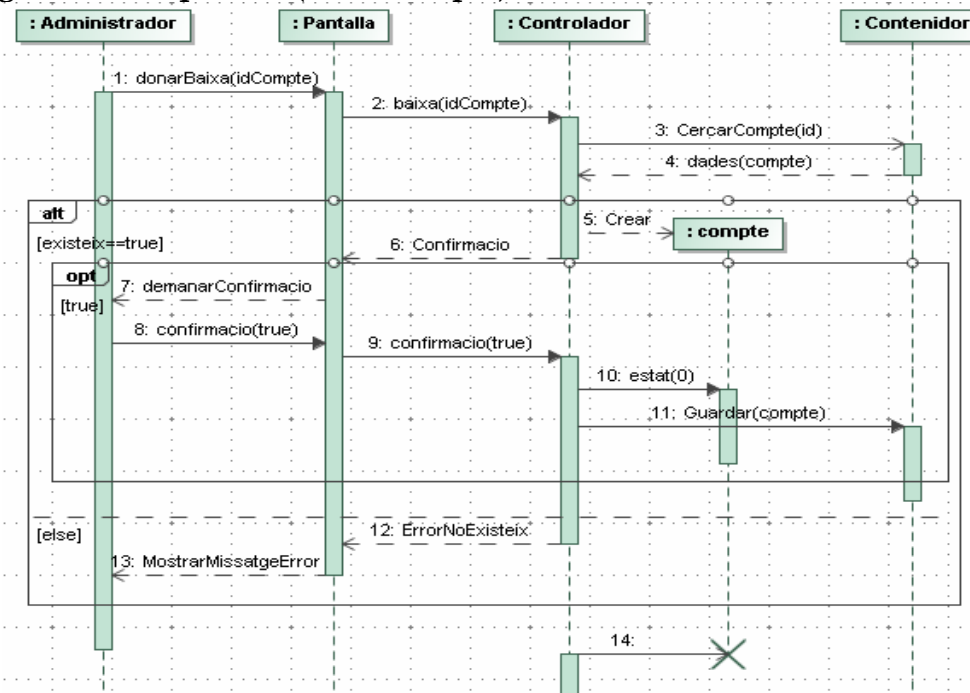 : Administrador
: Pantalla
: Controlador
: Contenidor
1: donarBaixa(idCompte)
2: baixa(idCompte)
3: CercarCompte(id)
4: dades(compte)
alt
5: Crear
: compte
[existeix==true]
6: Confirmacio
opt
7: demanarConfirmacio
[true]
8: confirmacio(true)
9: confirmacio(true)
10: estat(0)
11: Guardar(compte)
[else]
12: ErrorNoExisteix
13: MostrarMissatgeError
14: